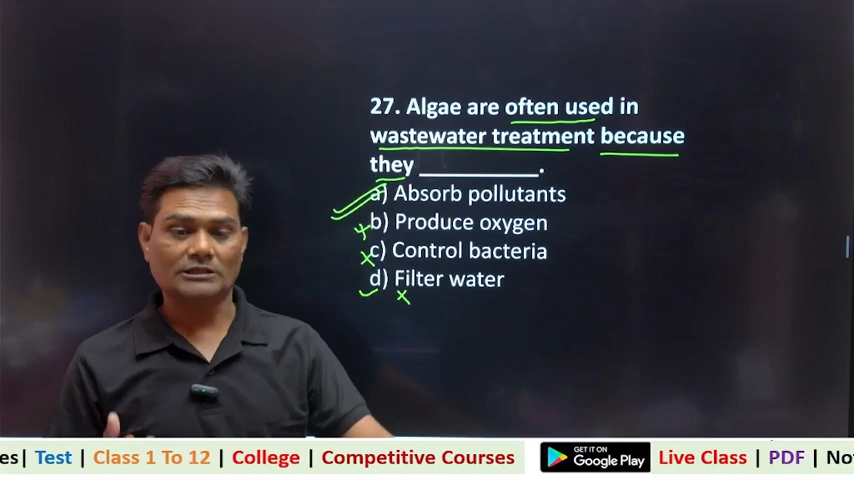 27. Algae are often used in
wastewater treatment because
they __________.
a) Absorb pollutants
b) Produce oxygen
c) Control bacteria
d) Filter water
es| Test | Class 1 To 12 | College | Competitive Courses
GET IT ON
Google Play
Live Class | PDF | No